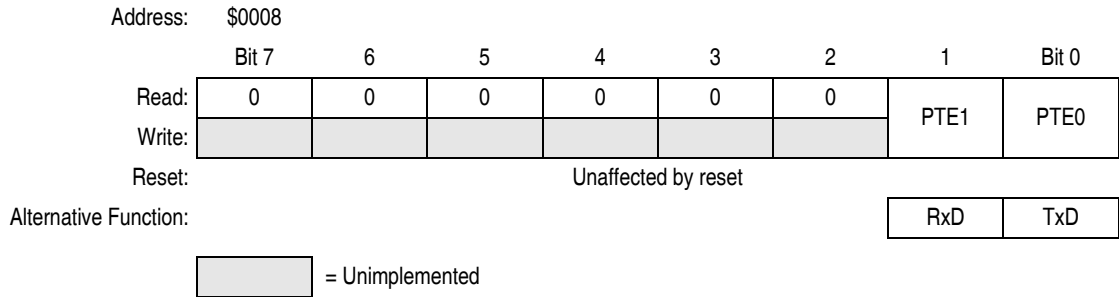 Address: $0008
Bit 7 6 5 4 3 2 1 Bit 0
Read: 0 0 0 0 0 0 PTE1 PTE0
Write:
Reset: Unaffected by reset
Alternative Function: RxD TxD
= Unimplemented